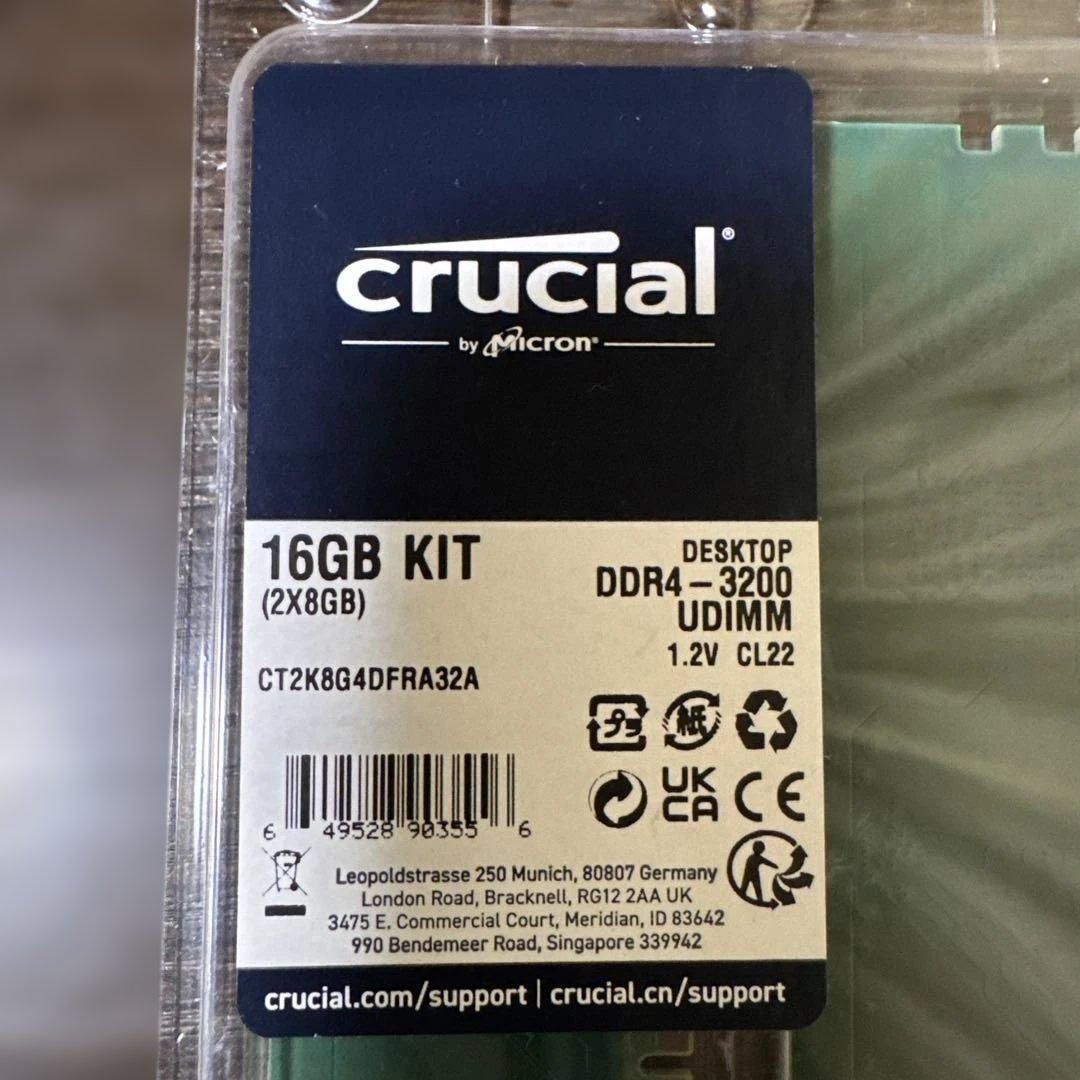 crucial®
by Micron®
16GB KIT
(2X8GB)
DESKTOP
DDR4-3200
UDIMM
1.2V CL22
CT2K8G4DFRA32A
プラ
紙
UK
CA
CE
6 49528 90355 6
Leopoldstrasse 250 Munich, 80807 Germany
London Road, Bracknell, RG12 2AA UK
3475 E. Commercial Court, Meridian, ID 83642
990 Bendemeer Road, Singapore 339942
crucial.com/support | crucial.cn/support